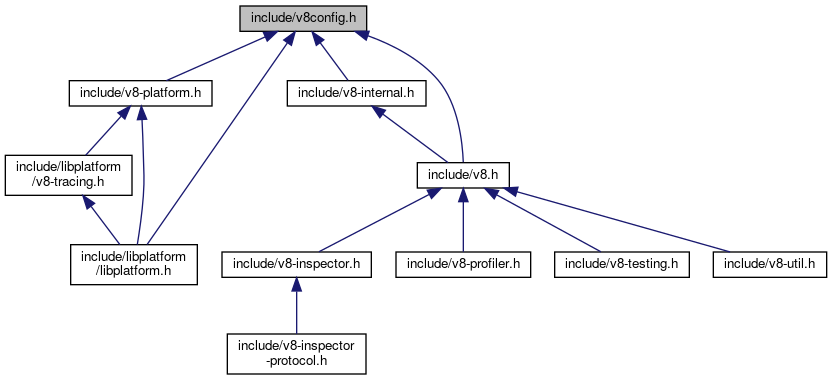 include/v8config.h
include/v8-platform.h
include/v8-internal.h
include/libplatform
/v8-tracing.h
include/v8.h
include/libplatform
/libplatform.h
include/v8-inspector.h
include/v8-profiler.h
include/v8-testing.h
include/v8-util.h
include/v8-inspector
-protocol.h